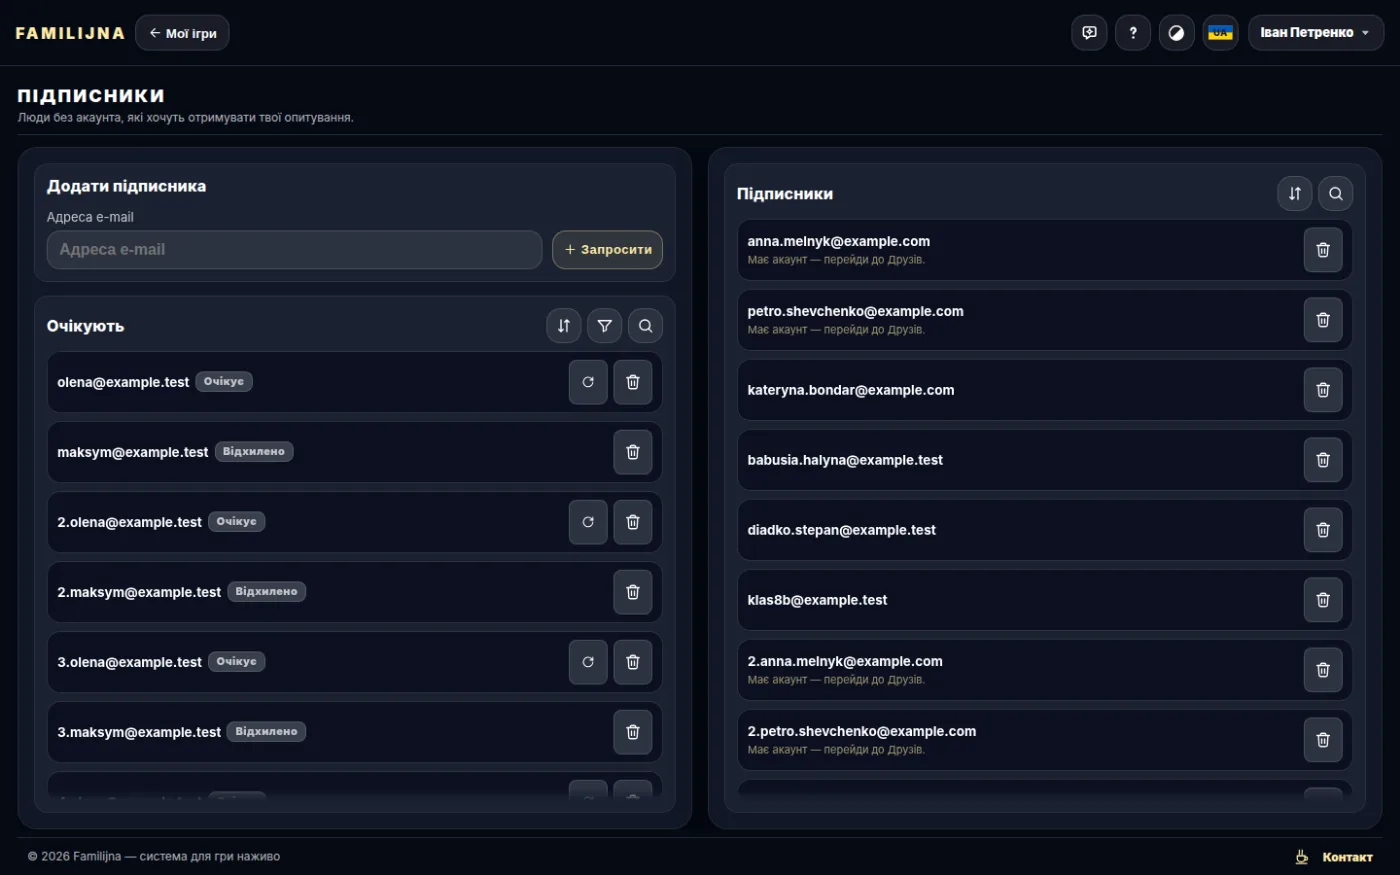 FAMILIJNA
← Мої ігри
?
UA
Іван Петренко
ПІДПИСНИКИ
Люди без акаунта, які хочуть отримувати твої опитування.
Додати підписника
Адреса e-mail
Адреса e-mail
+ Запросити
Очікують
olena@example.test Очікує
maksym@example.test Відхилено
2.olena@example.test Очікує
2.maksym@example.test Відхилено
3.olena@example.test Очікує
3.maksym@example.test Відхилено
Підписники
anna.melnyk@example.com
Має акаунт — перейди до Друзів.
petro.shevchenko@example.com
Має акаунт — перейди до Друзів.
kateryna.bondar@example.com
babusia.halyna@example.test
diadko.stepan@example.test
klas8b@example.test
2.anna.melnyk@example.com
Має акаунт — перейди до Друзів.
2.petro.shevchenko@example.com
Має акаунт — перейди до Друзів.
© 2026 Familijna — система для гри наживо
Контакт